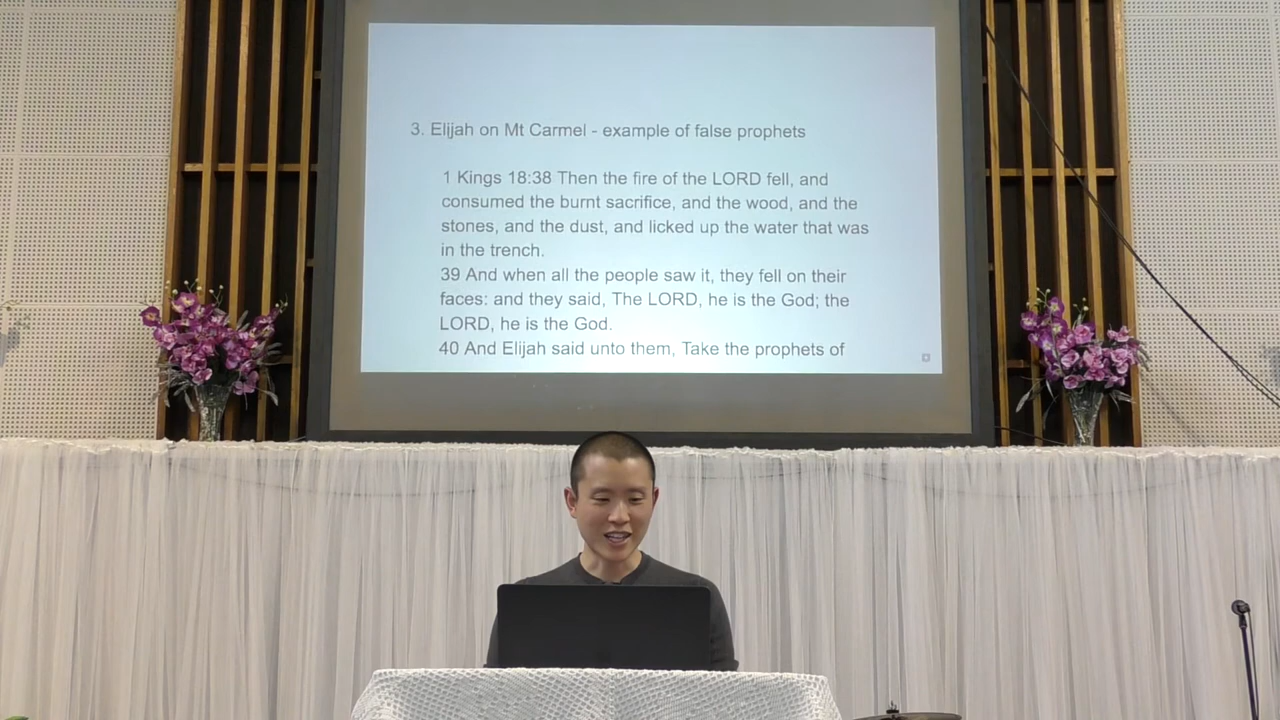 3. Elijah on Mt Carmel - example of false prophets
1 Kings 18:38 Then the fire of the LORD fell, and
consumed the burnt sacrifice, and the wood, and the
stones, and the dust, and licked up the water that was
in the trench.
39 And when all the people saw it, they fell on their
faces: and they said, The LORD, he is the God; the
LORD, he is the God.
40 And Elijah said unto them, Take the prophets of